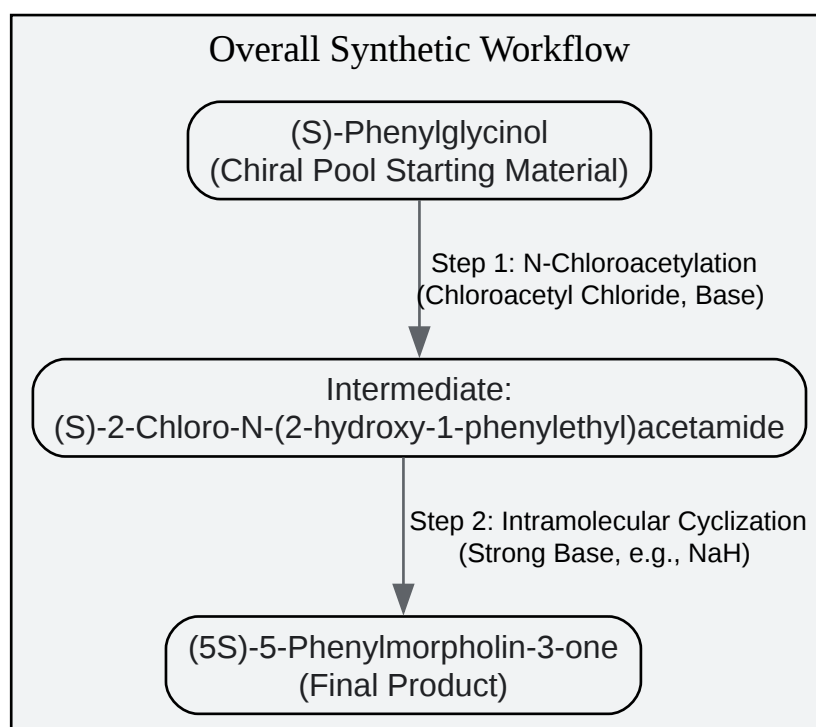 Overall Synthetic Workflow
(S)-Phenylglycinol
(Chiral Pool Starting Material)
Step 1: N-Chloroacetylation
(Chloroacetyl Chloride, Base)
Intermediate:
(S)-2-Chloro-N-(2-hydroxy-1-phenylethyl)acetamide
Step 2: Intramolecular Cyclization
(Strong Base, e.g., NaH)
(5S)-5-Phenylmorpholin-3-one
(Final Product)